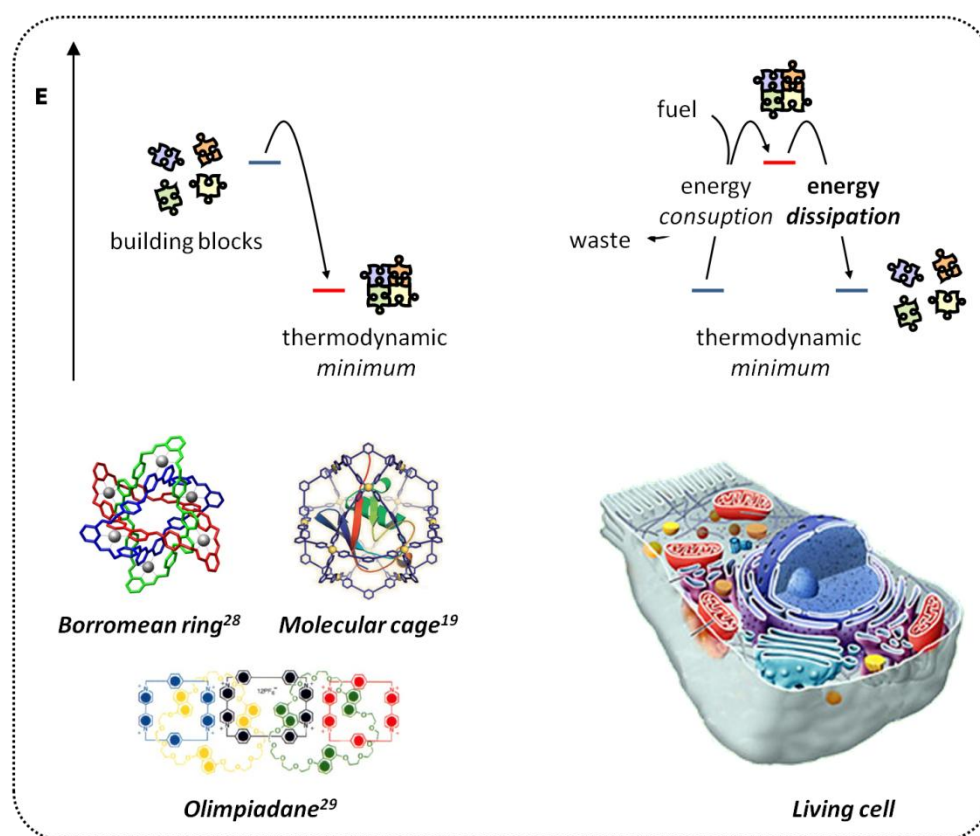 E
building blocks
thermodynamic
minimum
fuel
energy
consuption
energy
dissipation
waste
thermodynamic
minimum
Borromean ring28
Molecular cage19
12PF6-
Olimpiadane29
Living cell